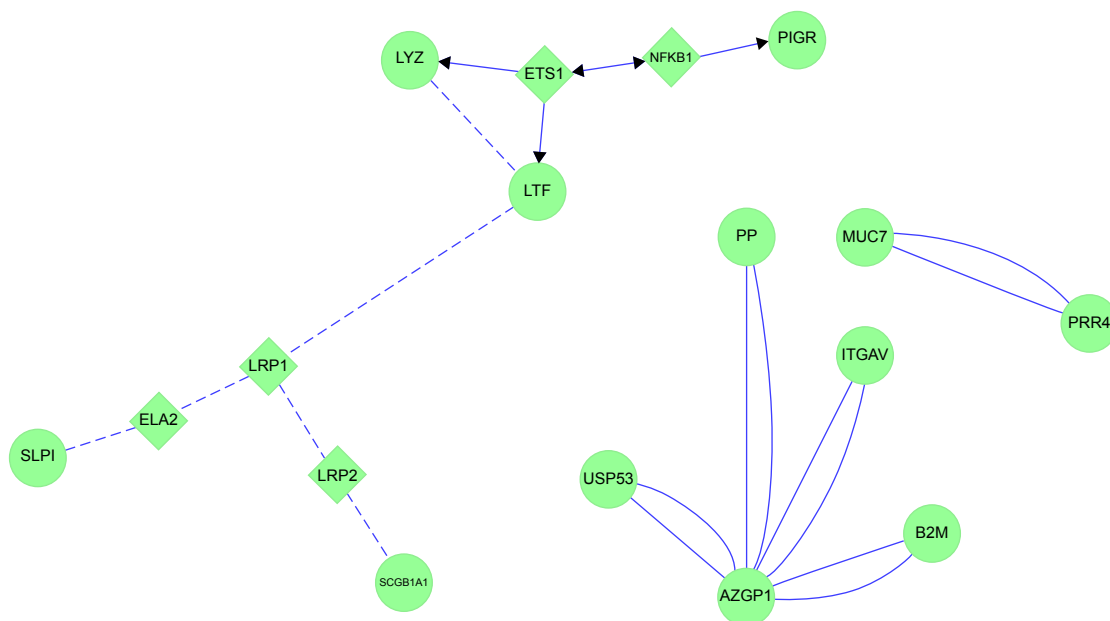 LYZ
ETS1
NFKB1
PIGR
LTF
PP
MUC7
PRR4
ITGAV
LRP1
ELA2
SLPI
LRP2
USP53
B2M
SCGB1A1
AZGP1